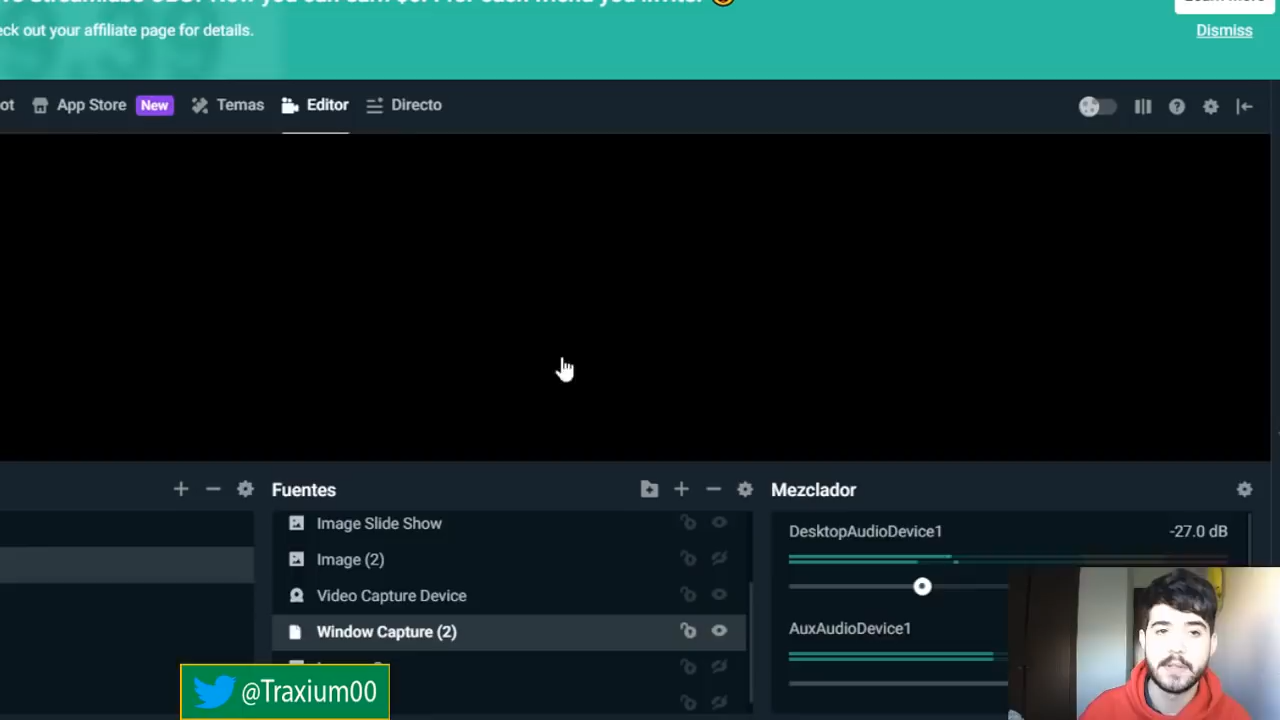 eck out your affiliate page for details.
Dismiss
ot App Store New Temas Editor Directo
Fuentes
Mezclador
Image Slide Show
Image (2)
Video Capture Device
Window Capture (2)
DesktopAudioDevice1 -27.0 dB
AuxAudioDevice1
@Traxium00